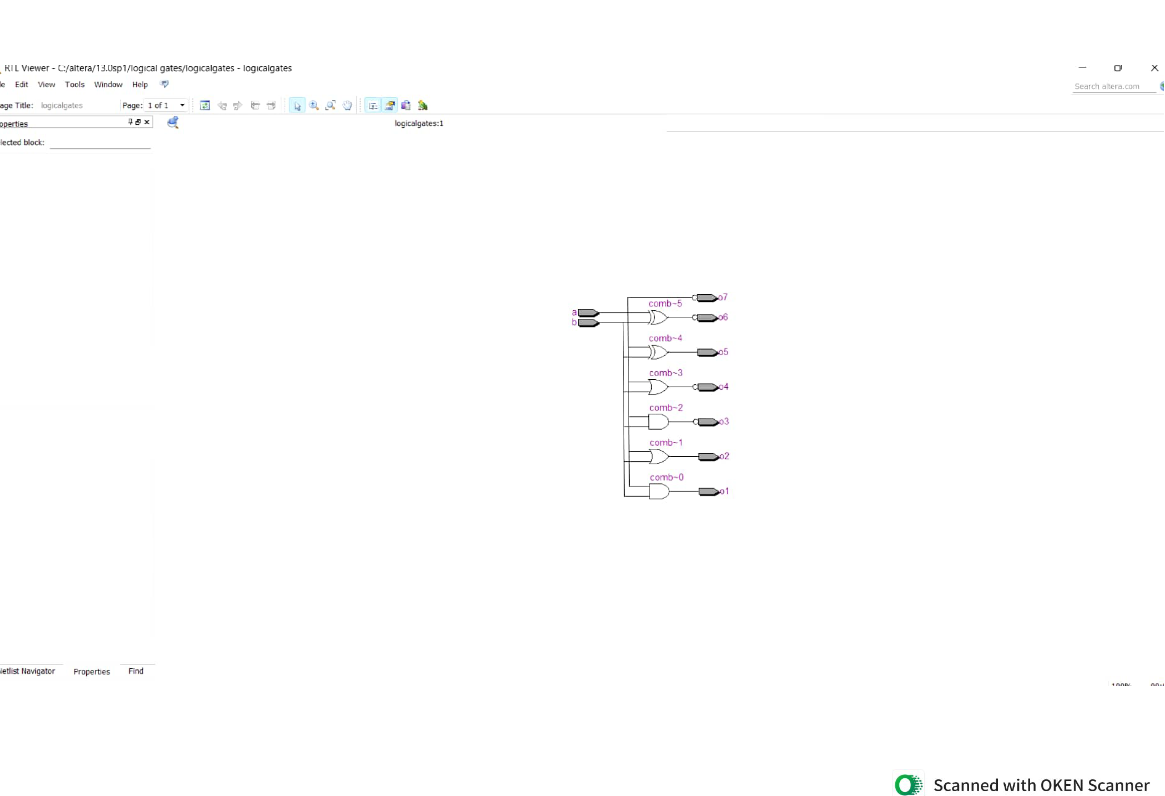 RTL Viewer - C:/altera/13.0sp1/logical gates/logicalgates - logicalgates
Edit View Tools Window Help
Search altera.com
age Title: logicalgates Page: 1 of 1
operties
logicalgates:1
lected block:
o7
comb~5
a
b
o6
comb~4
o5
comb~3
o4
comb~2
o3
comb~1
o2
comb~0
o1
Netlist Navigator Properties Find
100%
Scanned with OKEN Scanner